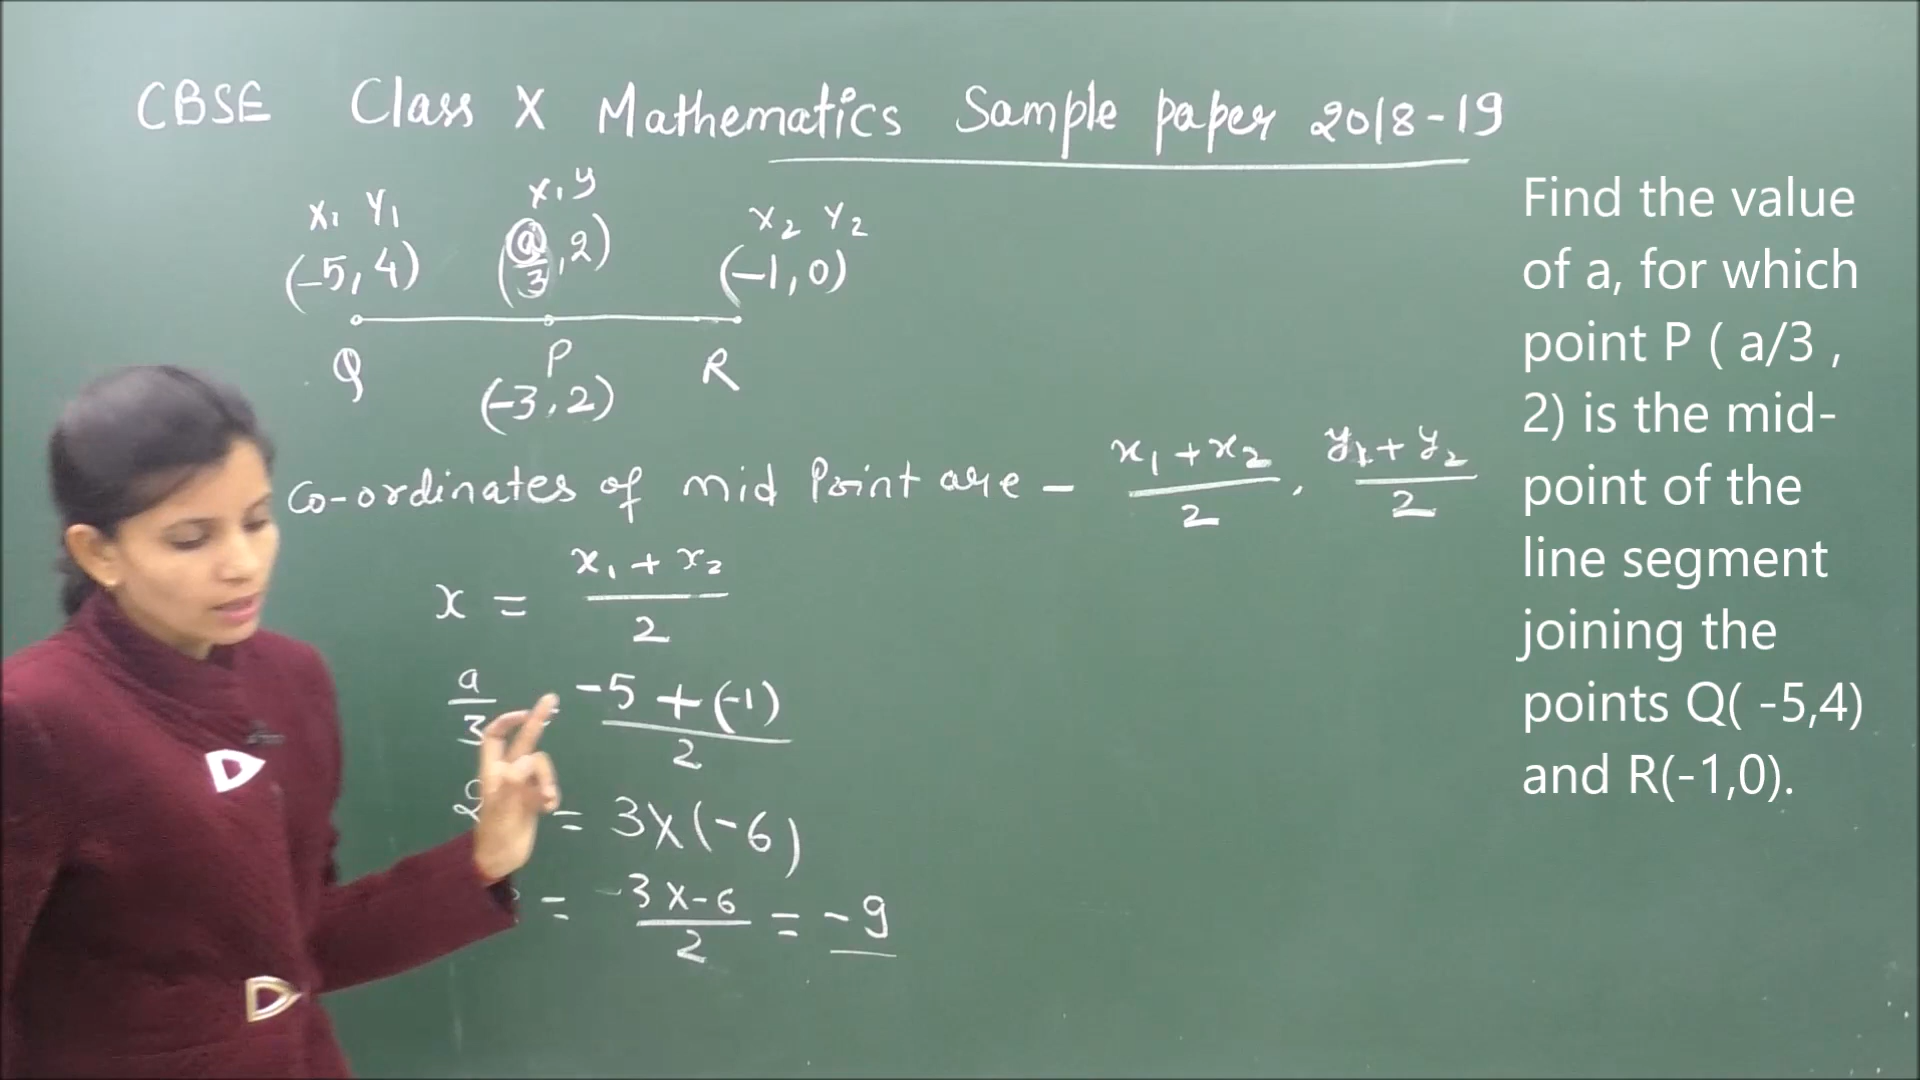 CBSE Class X Mathematics Sample paper 2018-19
x₁ y₁
x, y
x₂ y₂
(-5, 4)
(a/3, 2)
(-1, 0)
Q
P
R
(-3, 2)
Co-ordinates of mid Point are - (x₁ + x₂)/2, (y₁ + y₂)/2
x = (x₁ + x₂)/2
a/3 = (-5 + (-1))/2
2 = 3x(-6)
= (-3x-6)/2 = -9
Find the value
of a, for which
point P ( a/3 ,
2) is the mid-
point of the
line segment
joining the
points Q( -5,4)
and R(-1,0).